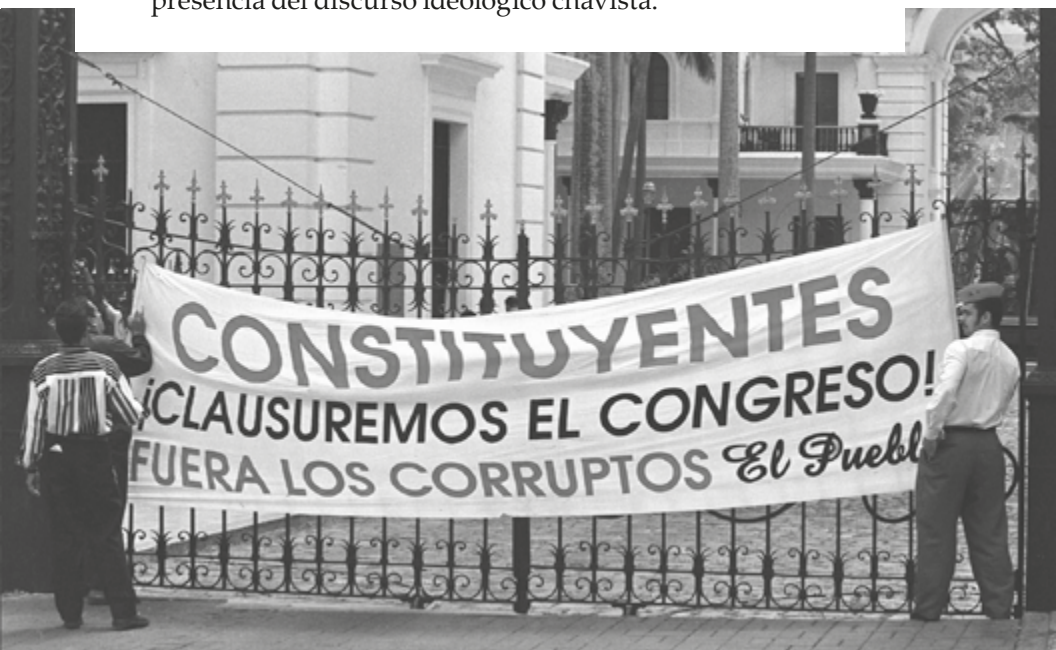 presencia del discurso ideológico chavista.
CONSTITUYENTES
¡CLAUSUREMOS EL CONGRESO!
FUERA LOS CORRUPTOS El Puebl